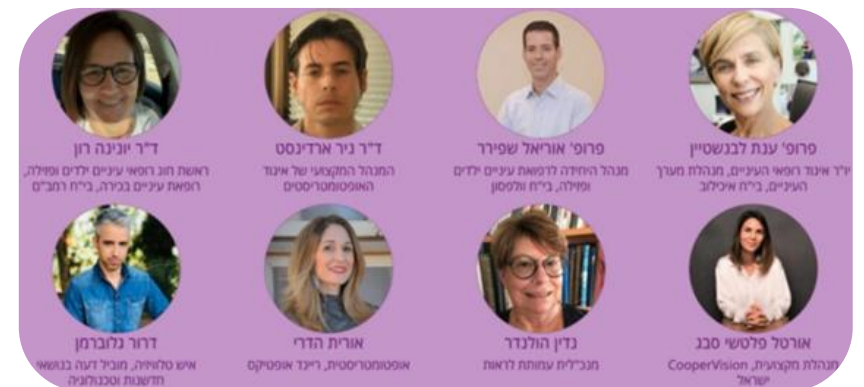 פרופ' ענת לבנשטיין
יו"ר איגוד רופאי העיניים, מנהלת מערך
העיניים, בי"ח איכילוב
פרופ' אוריאל שפירר
מנהל היחידה לרפואת עיניים ילדים
ופזילה, בי"ח וולפסון
ד"ר ניר ארדינסט
המנהל המקצועי של איגוד
האופטומטריסטים
ד"ר יונינה רון
ראשת חוג רופאי עיניים ילדים ופזילה,
רופאת עיניים בכירה, בי"ח רמב"ם
אורטל פלטשי סבג
מנהלת מקצועית, CooperVision
ישראל
נדין הולנדר
מנכ"לית עמותת לראות
אורית הדרי
אופטומטריסטית, ריינד אופטיקס
דרור גלוברמן
איש טלוויזיה, מוביל דעה בנושאי
חדשנות וטכנולוגיה